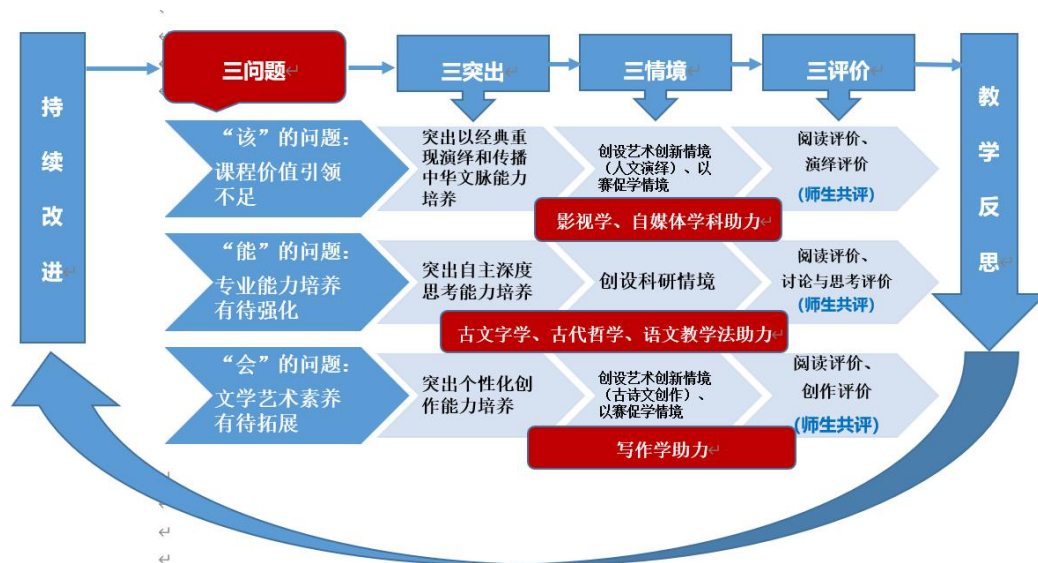 持续改进
三问题
三突出
三情境
三评价
教学反思
“该”的问题：
课程价值引领
不足
突出以经典重
现演绎和传播
中华文脉能力
培养
创设艺术创新情境
（人文演绎）、以
赛促学情境
阅读评价、
演绎评价
(师生共评)
影视学、自媒体学科助力
“能”的问题：
专业能力培养
有待强化
突出自主深度
思考能力培养
创设科研情境
阅读评价、
讨论与思考评价
(师生共评)
古文字学、古代哲学、语文教学法助力
“会”的问题：
文学艺术素养
有待拓展
突出个性化创
作能力培养
创设艺术创新情境
（古诗文创作）、
以赛促学情境
阅读评价、
创作评价
(师生共评)
写作学助力